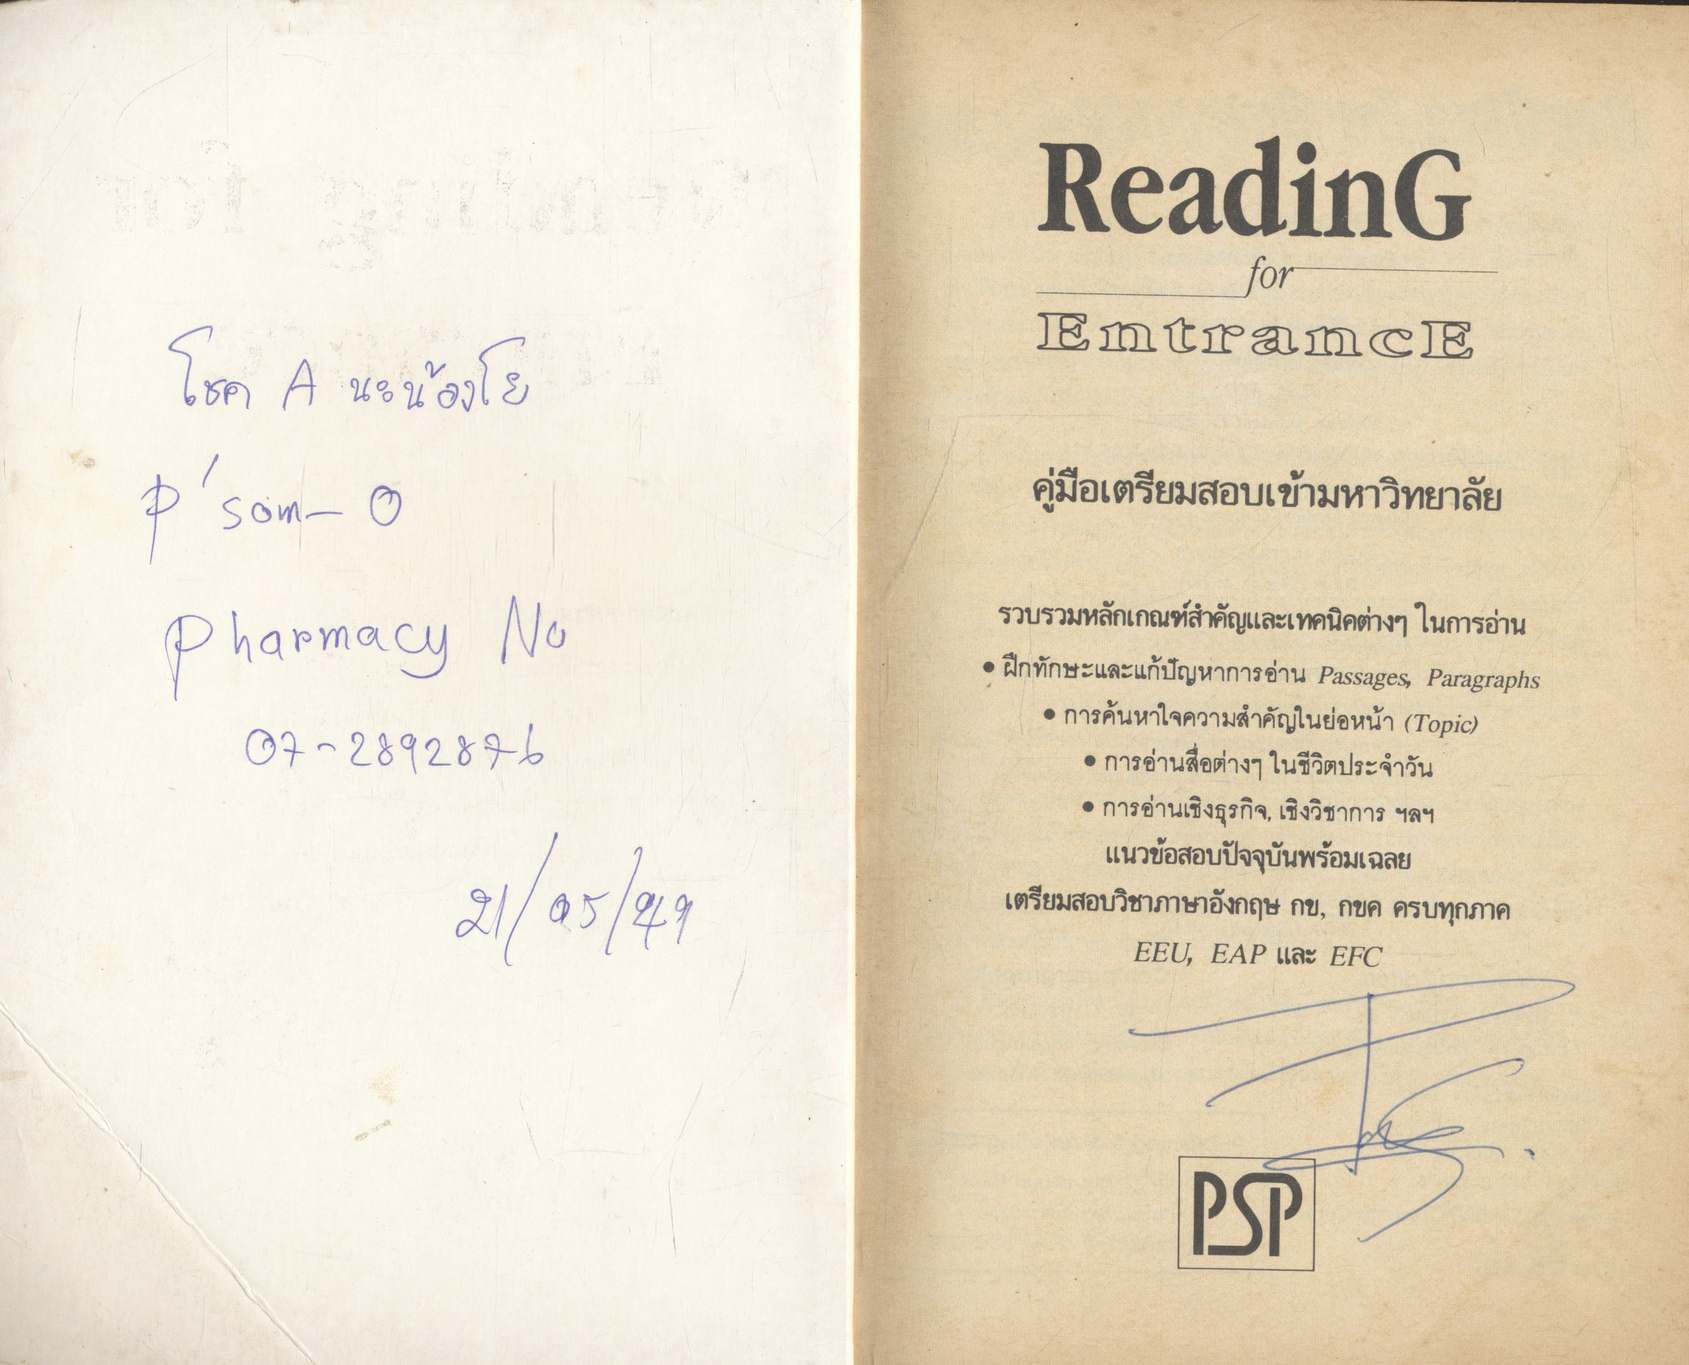 โชค A นะน้องโย
P'som-O
pharmacy No
07-2892876
21/05/49
ReadinG
for
EntrancE
คู่มือเตรียมสอบเข้ามหาวิทยาลัย
รวบรวมหลักเกณฑ์สำคัญและเทคนิคต่างๆ ในการอ่าน
● ฝึกทักษะและแก้ปัญหาการอ่าน Passages, Paragraphs
● การค้นหาใจความสำคัญในย่อหน้า (Topic)
● การอ่านสื่อต่างๆ ในชีวิตประจำวัน
● การอ่านเชิงธุรกิจ, เชิงวิชาการ ฯลฯ
แนวข้อสอบปัจจุบันพร้อมเฉลย
เตรียมสอบวิชาภาษาอังกฤษ กข, กขค ครบทุกภาค
EEU, EAP และ EFC
PSP